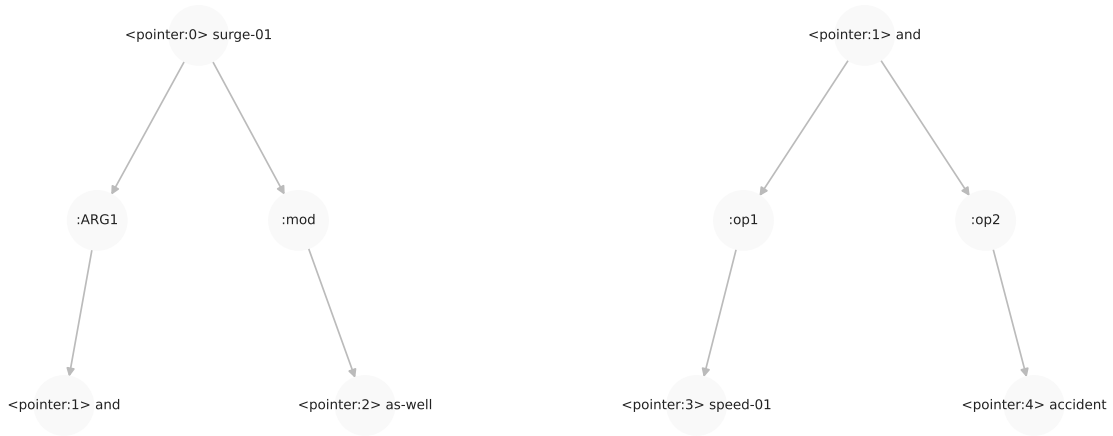 <pointer:0> surge-01
<pointer:1> and
:ARG1
:mod
:op1
:op2
<pointer:1> and
<pointer:2> as-well
<pointer:3> speed-01
<pointer:4> accident